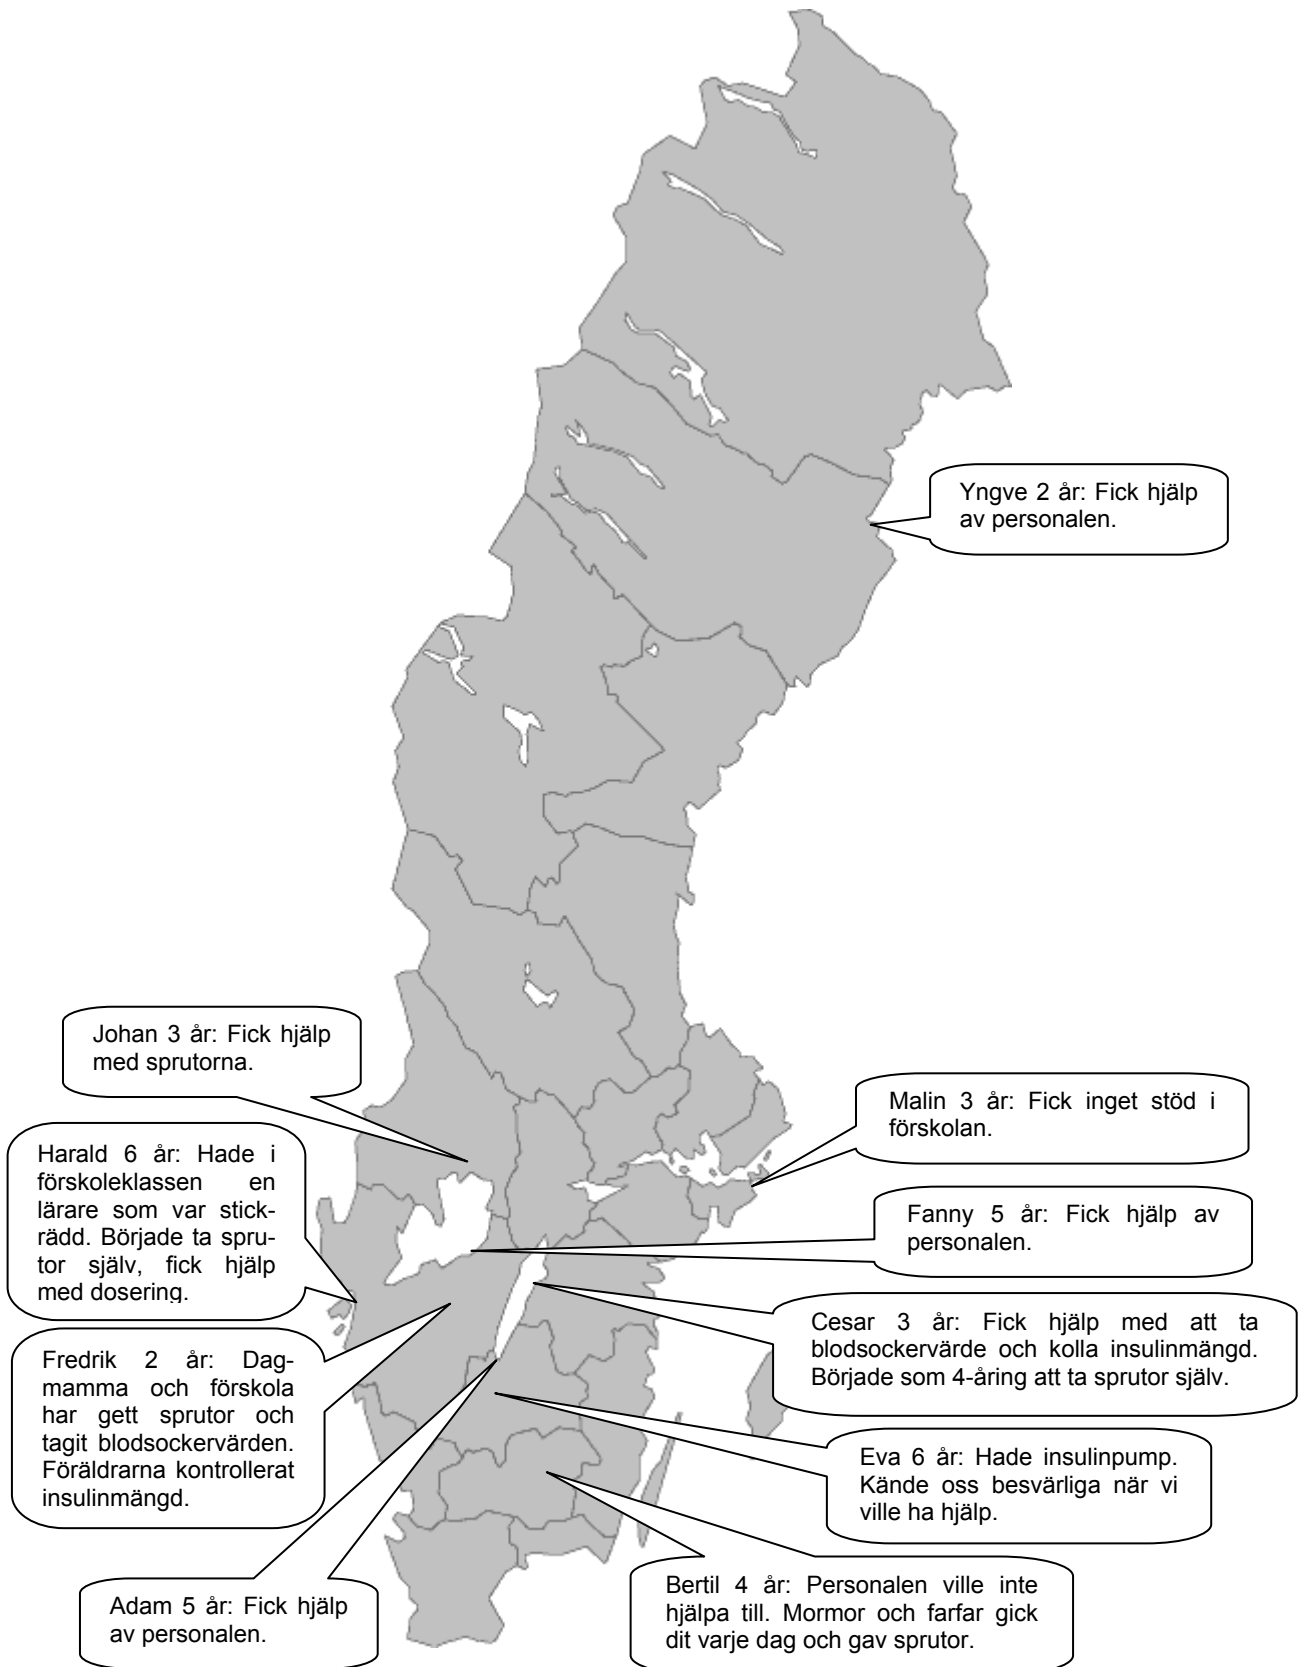 Yngve 2 år: Fick hjälp
av personalen.
Johan 3 år: Fick hjälp
med sprutorna.
Malin 3 år: Fick inget stöd i
förskolan.
Harald 6 år: Hade i
förskoleklassen en
lärare som var stick-
rädd. Började ta spru-
tor själv, fick hjälp
med dosering.
Fanny 5 år: Fick hjälp av
personalen.
Cesar 3 år: Fick hjälp med att ta
blodsockervärde och kolla insulinmängd.
Började som 4-åring att ta sprutor själv.
Fredrik 2 år: Dag-
mamma och förskola
har gett sprutor och
tagit blodsockervärden.
Föräldrarna kontrollerat
insulinmängd.
Eva 6 år: Hade insulinpump.
Kände oss besvärliga när vi
ville ha hjälp.
Adam 5 år: Fick hjälp
av personalen.
Bertil 4 år: Personalen ville inte
hjälpa till. Mormor och farfar gick
dit varje dag och gav sprutor.